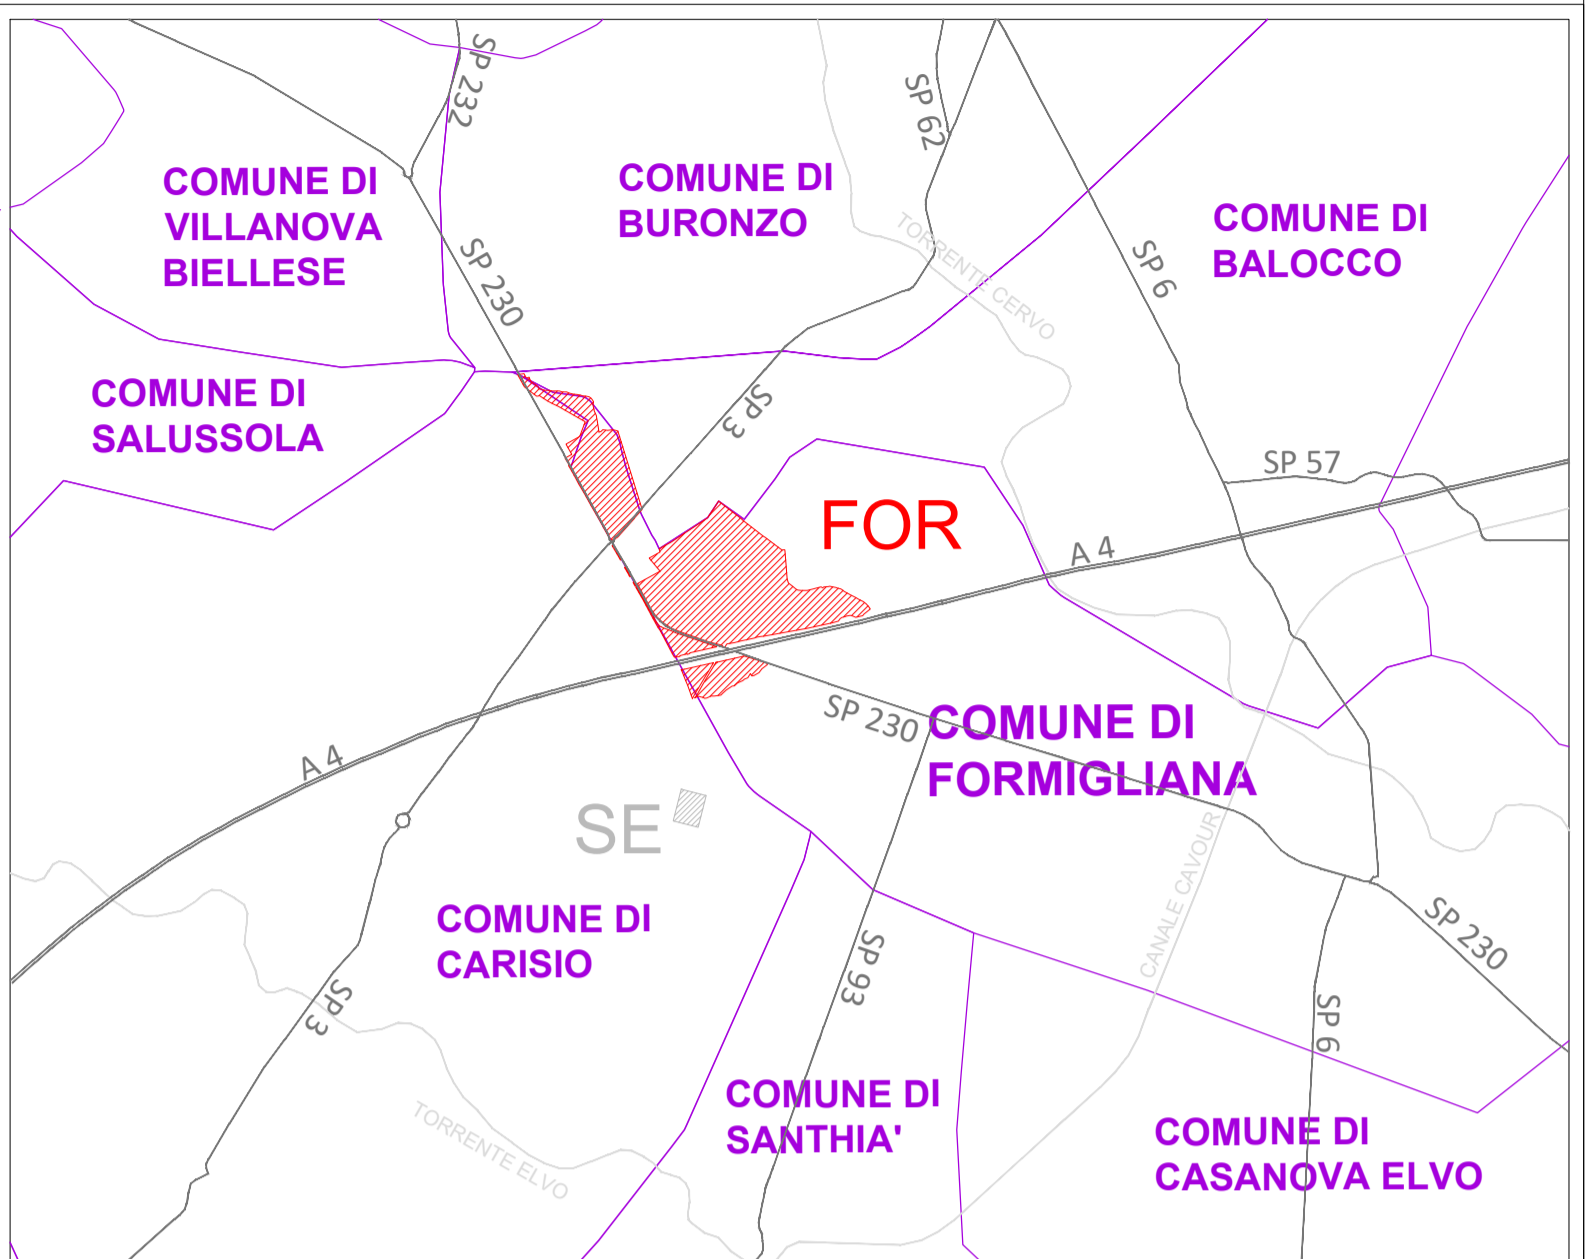 SP 232
SP 62
COMUNE DI
VILLANOVA
BIELLESE
COMUNE DI
BURONZO
COMUNE DI
BALOCCO
TORRENTE CERVO
SP 230
SP 6
COMUNE DI
SALUSSOLA
SP 3
SP 57
FOR
A 4
SP 230
COMUNE DI
FORMIGLIANA
A 4
SE
CANALE CAVOUR
COMUNE DI
CARISIO
SP 93
SP 230
SP 3
SP 6
TORRENTE ELVO
COMUNE DI
SANTHIA'
COMUNE DI
CASANOVA ELVO